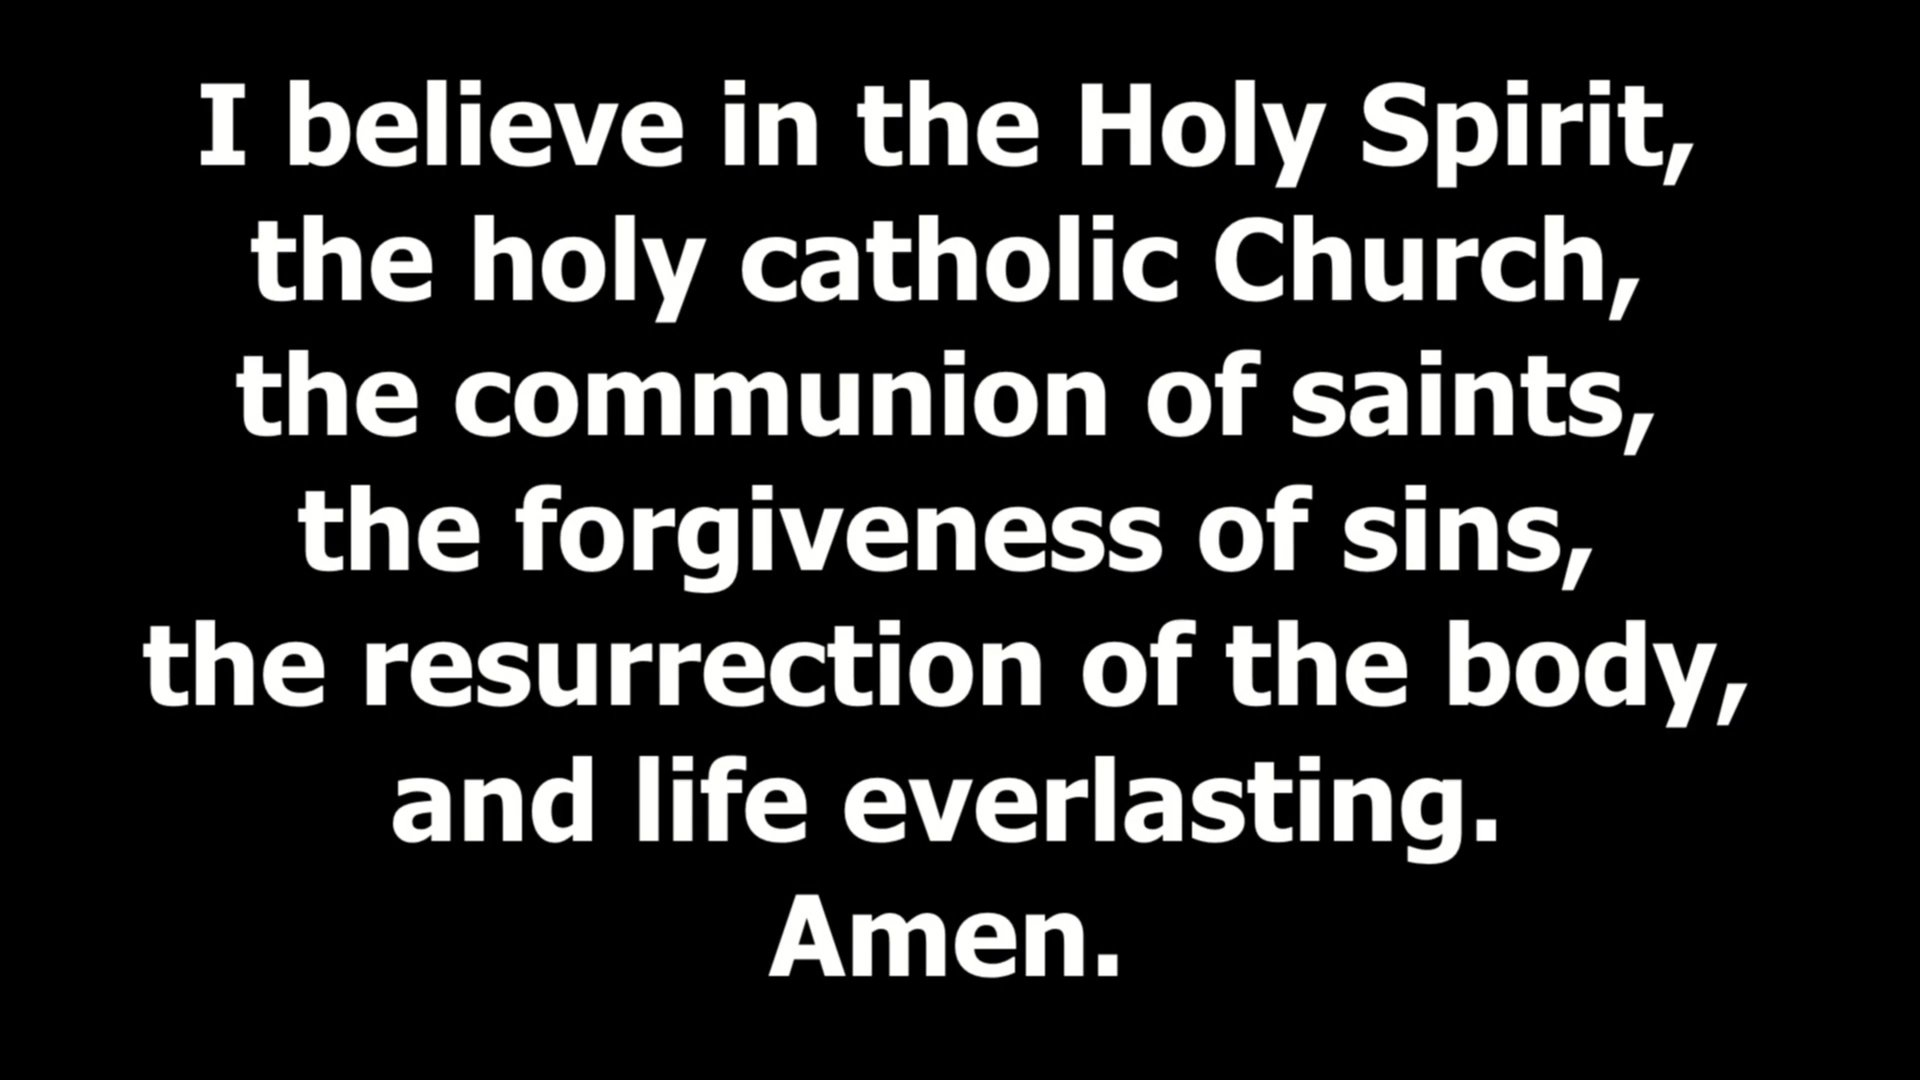 I believe in the Holy Spirit,
the holy catholic Church,
the communion of saints,
the forgiveness of sins,
the resurrection of the body,
and life everlasting.
Amen.